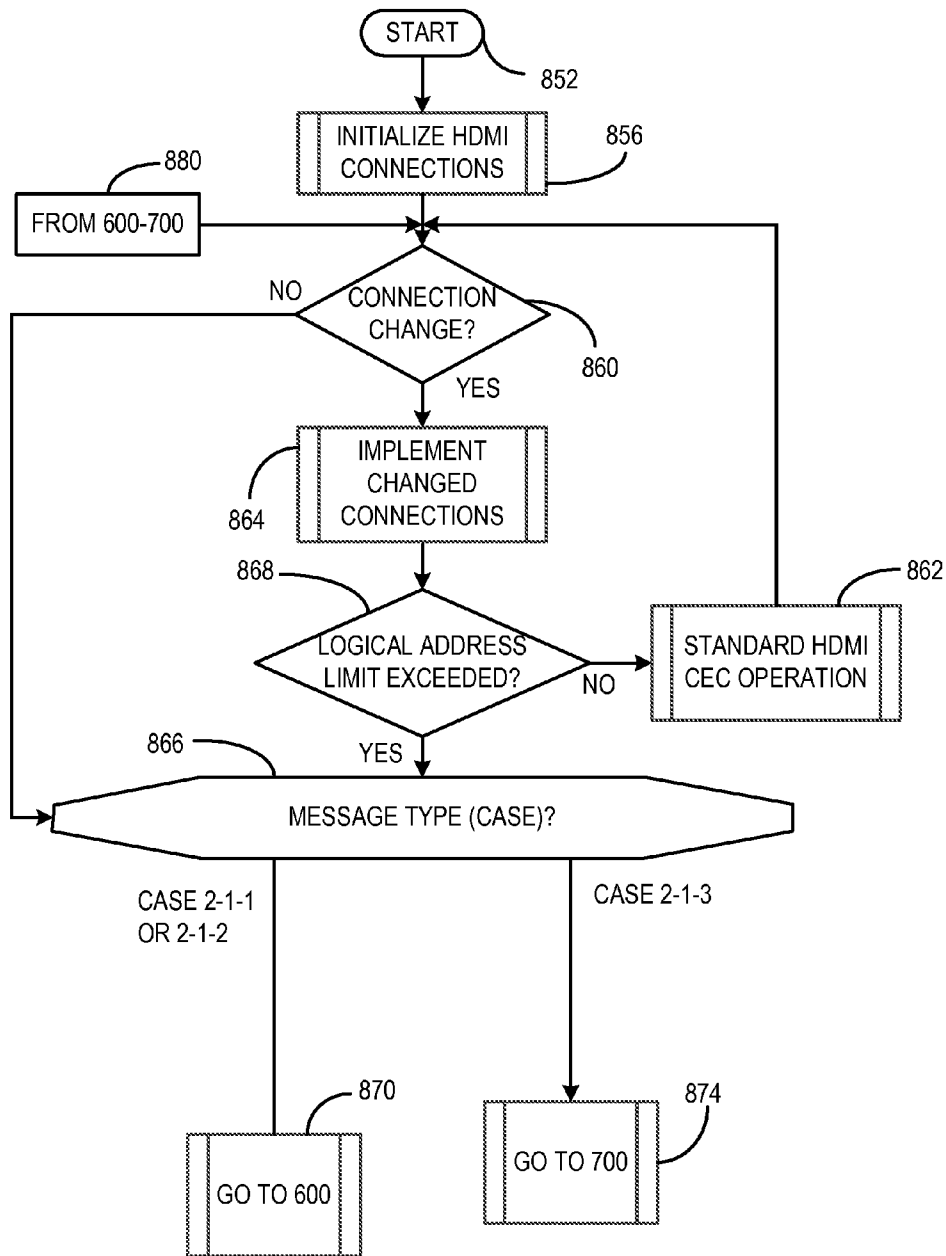 START
852
INITIALIZE HDMI
CONNECTIONS
856
880
FROM 600-700
NO
CONNECTION
CHANGE?
860
YES
IMPLEMENT
CHANGED
CONNECTIONS
864
868
862
LOGICAL ADDRESS
LIMIT EXCEEDED?
NO
STANDARD HDMI
CEC OPERATION
YES
866
MESSAGE TYPE (CASE)?
CASE 2-1-1
OR 2-1-2
CASE 2-1-3
870
GO TO 600
874
GO TO 700